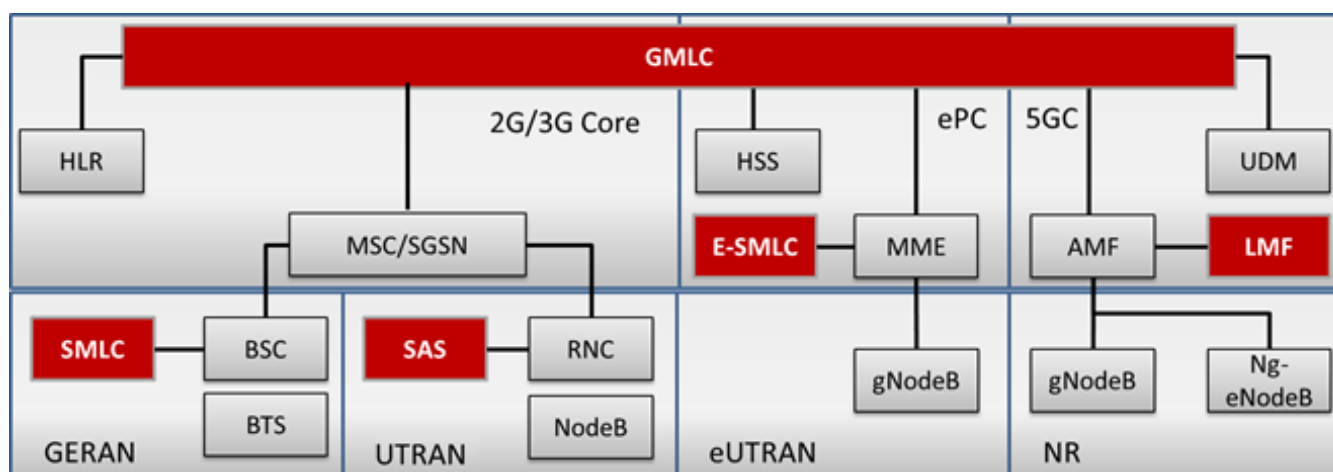 GMLC
2G/3G Core
ePC
5GC
HLR
HSS
UDM
MSC/SGSN
E-SMLC
MME
AMF
LMF
SMLC
BSC
SAS
RNC
gNodeB
gNodeB
Ng-
eNodeB
BTS
NodeB
GERAN
UTRAN
eUTRAN
NR